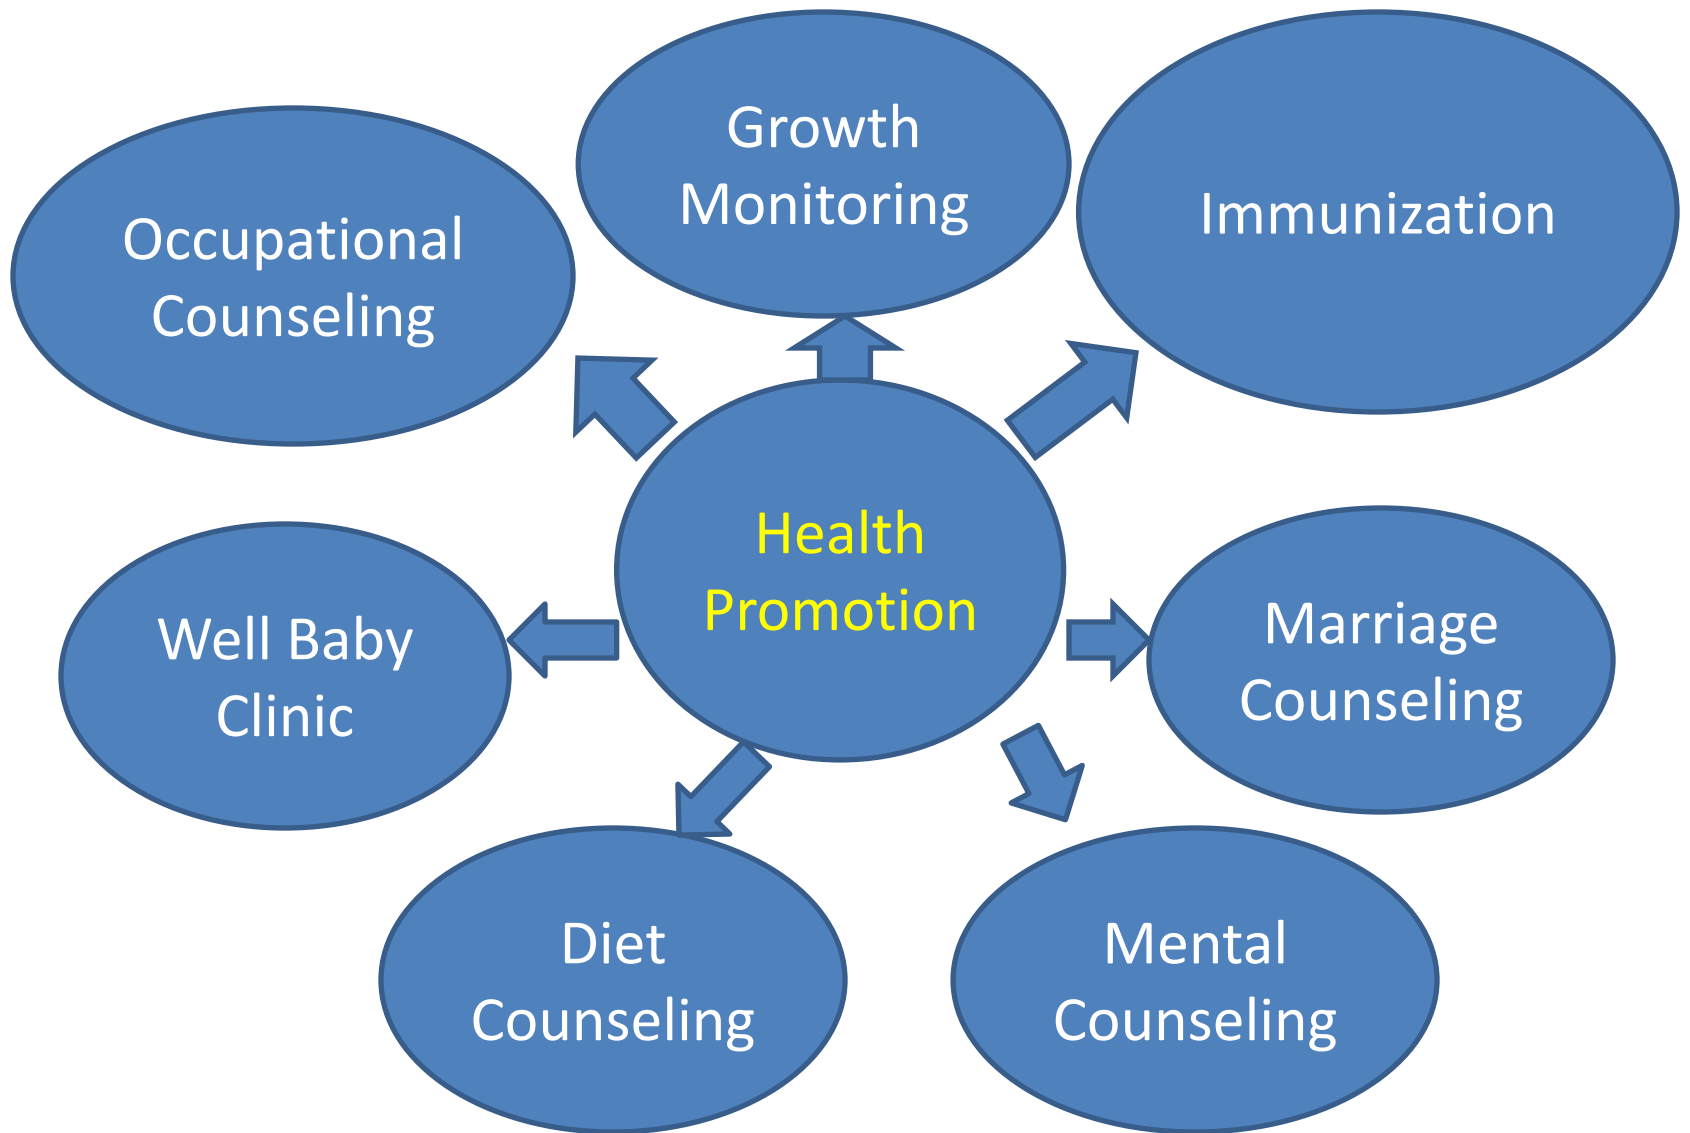 Growth
Monitoring
Immunization
Occupational
Counseling
Health
Promotion
Well Baby
Clinic
Marriage
Counseling
Diet
Counseling
Mental
Counseling